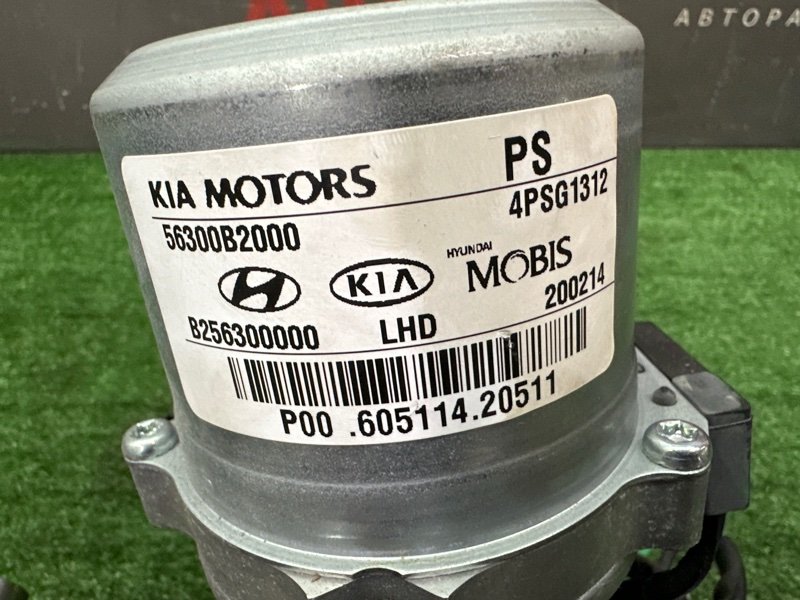 АВТОРА
KIA MOTORS PS
56300B2000 4PSG1312
KIA HYUNDAI MOBIS
B256300000 LHD 200214
P00 .605114.20511